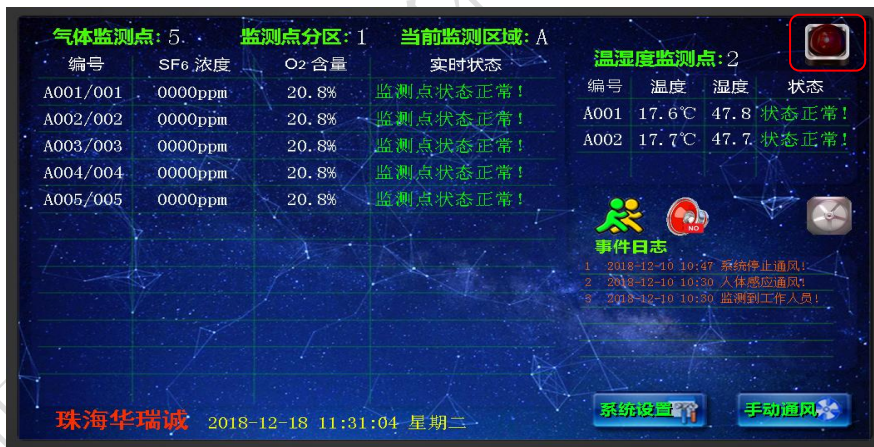 气体监测点: 5. 监测点分区: 1 当前监测区域: A
编号 SF6 浓度 O2 含量 实时状态
A001/001 0000ppm 20.8% 监测点状态正常!
A002/002 0000ppm 20.8% 监测点状态正常!
A003/003 0000ppm 20.8% 监测点状态正常!
A004/004 0000ppm 20.8% 监测点状态正常!
A005/005 0000ppm 20.8% 监测点状态正常!
温湿度监测点: 2
编号 温度 湿度 状态
A001 17.6℃ 47.8 状态正常!
A002 17.7℃ 47.7 状态正常!
NO
事件日志
1 2018-12-10 10:47 系统停止通风!
2 2018-12-10 10:30 人体感应通风!
3 2018-12-10 10:30 监测到工作人员!
系统设置 手动通风
珠海华瑞诚 2018-12-18 11:31:04 星期二